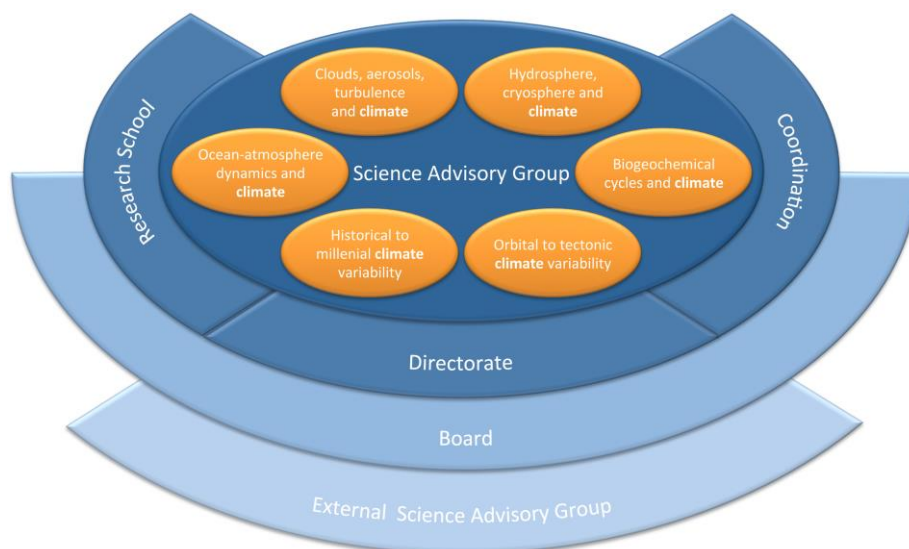 Clouds, aerosols,
turbulence
and climate
Hydrosphere,
cryosphere and
climate
Ocean-atmosphere
dynamics and
climate
Science Advisory Group
Biogeochemical
cycles and climate
Historical to
millenial climate
variability
Orbital to tectonic
climate variability
Research School
Coordination
Directorate
Board
External Science Advisory Group